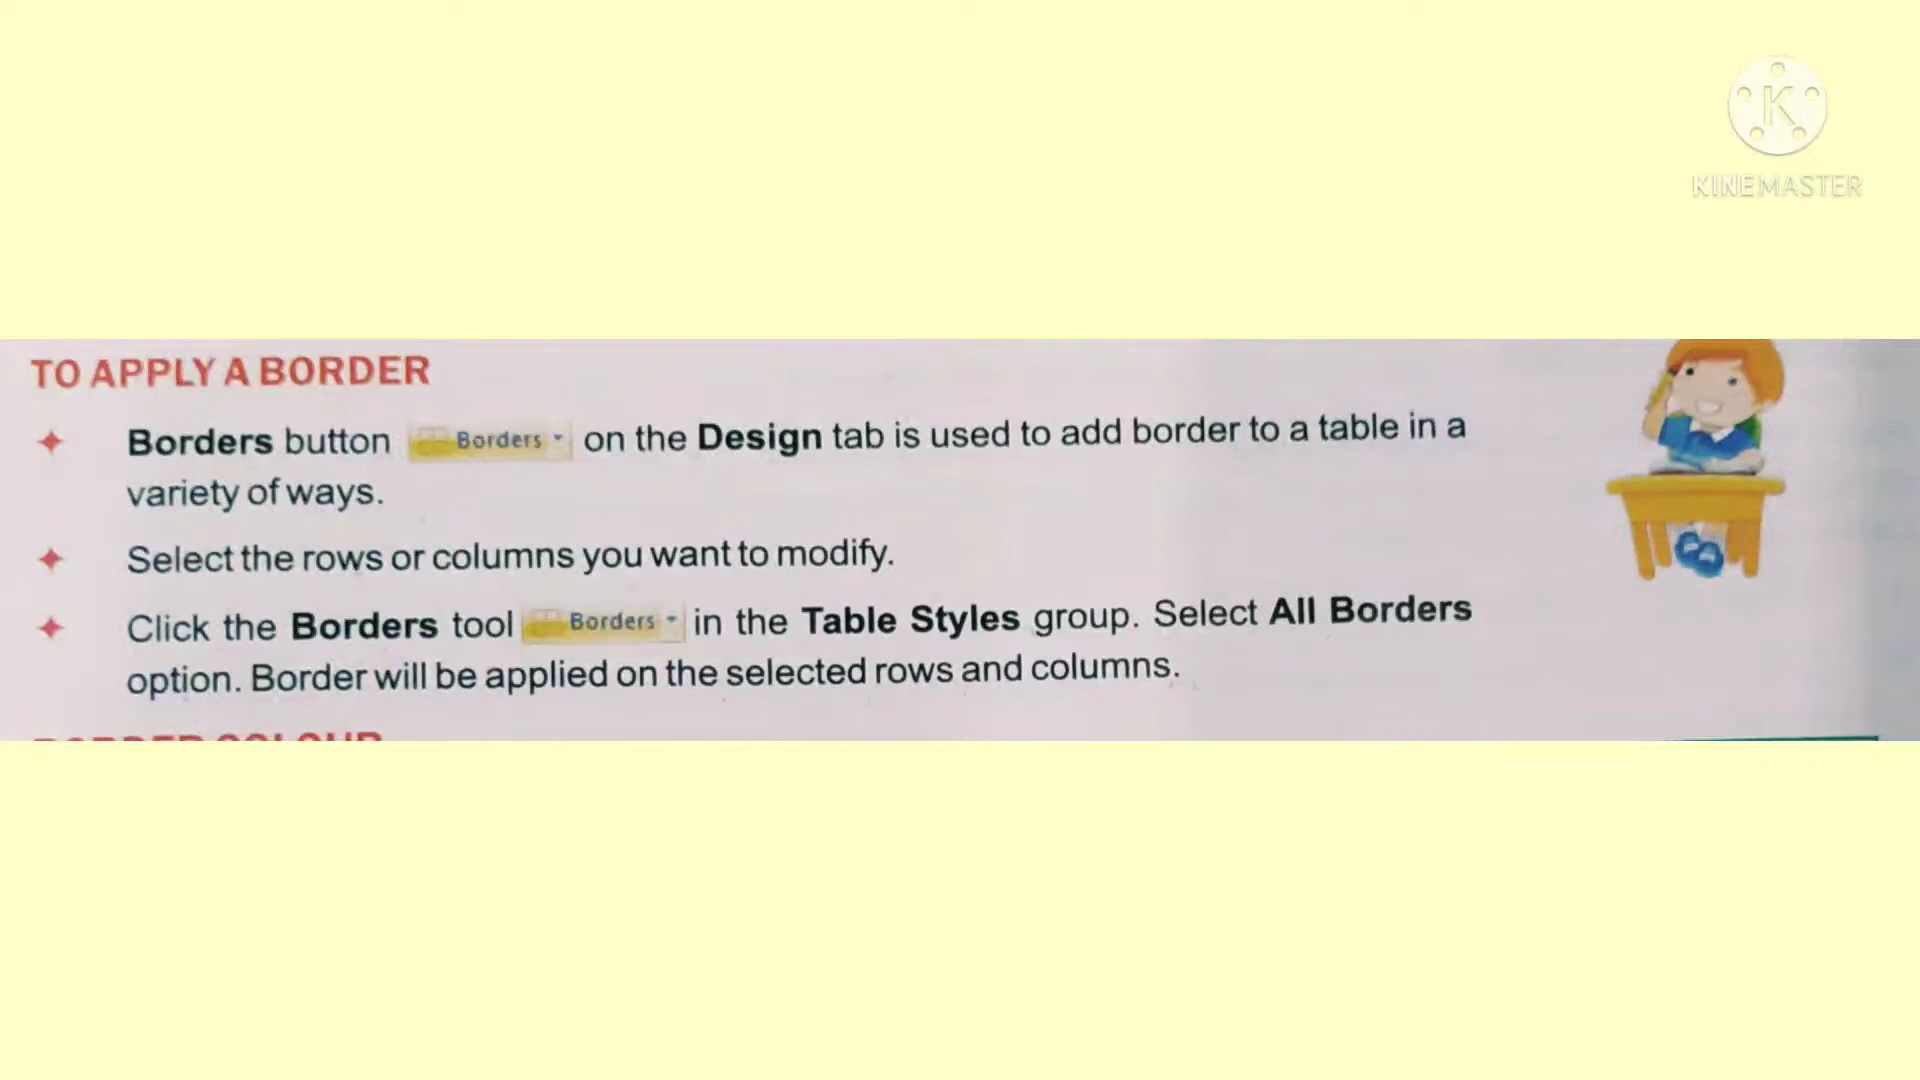 K
KINEMASTER
TO APPLY A BORDER
Borders button Borders on the Design tab is used to add border to a table in a
variety of ways.
Select the rows or columns you want to modify.
Click the Borders tool Borders in the Table Styles group. Select All Borders
option. Border will be applied on the selected rows and columns.
BORDER COLOUR